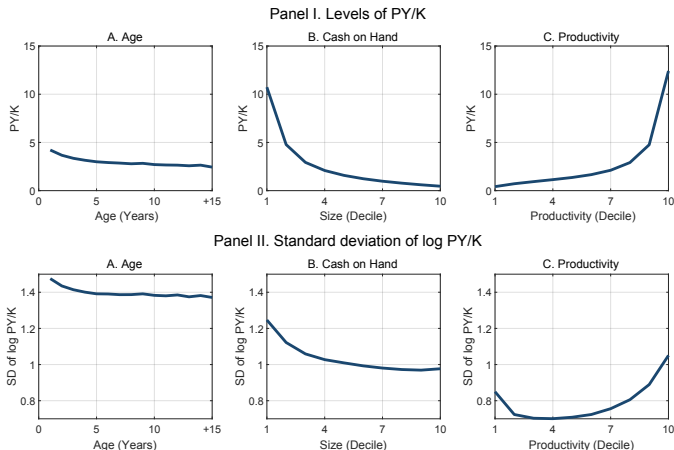 Panel I. Levels of PY/K
A. Age
B. Cash on Hand
C. Productivity
PY/K
15
10
5
0
0
5
10
+15
Age (Years)
PY/K
15
10
5
0
1
4
7
10
Size (Decile)
PY/K
15
10
5
0
1
4
7
10
Productivity (Decile)
Panel II. Standard deviation of log PY/K
A. Age
B. Cash on Hand
C. Productivity
SD of log PY/K
1.4
1.2
1
0.8
0
5
10
+15
Age (Years)
SD of log PY/K
1.4
1.2
1
0.8
1
4
7
10
Size (Decile)
SD of log PY/K
1.4
1.2
1
0.8
1
4
7
10
Productivity (Decile)